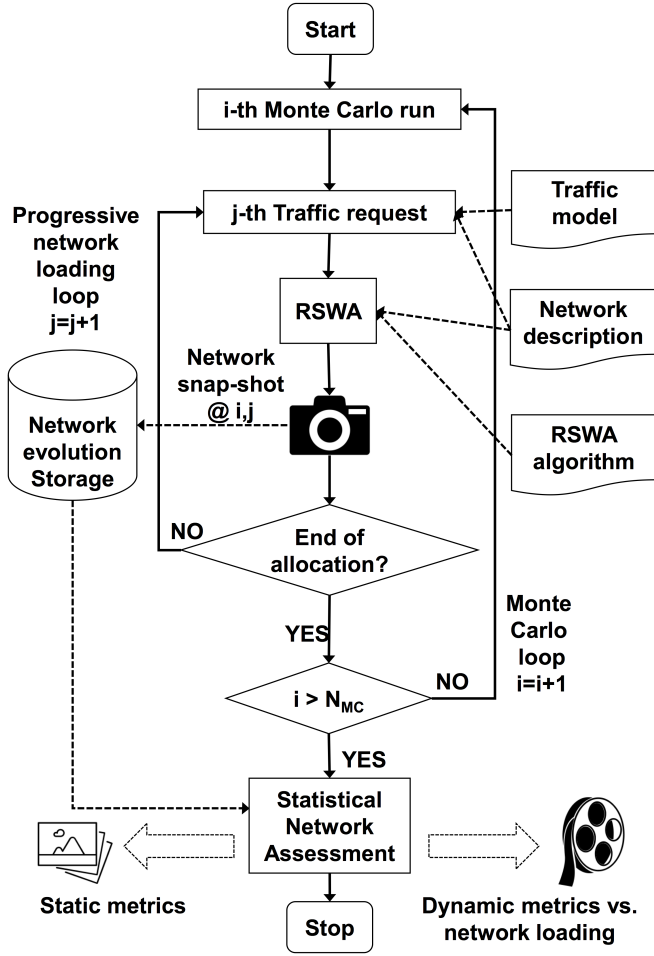 Start
i-th Monte Carlo run
j-th Traffic request
Traffic
model
Progressive
network
loading
loop
j=j+1
RSWA
Network
description
Network
snap-shot
@ i,j
Network
evolution
Storage
RSWA
algorithm
NO
End of
allocation?
YES
Monte
Carlo
loop
i=i+1
i > N_MC
NO
YES
Statistical
Network
Assessment
Static metrics
Dynamic metrics vs.
network loading
Stop